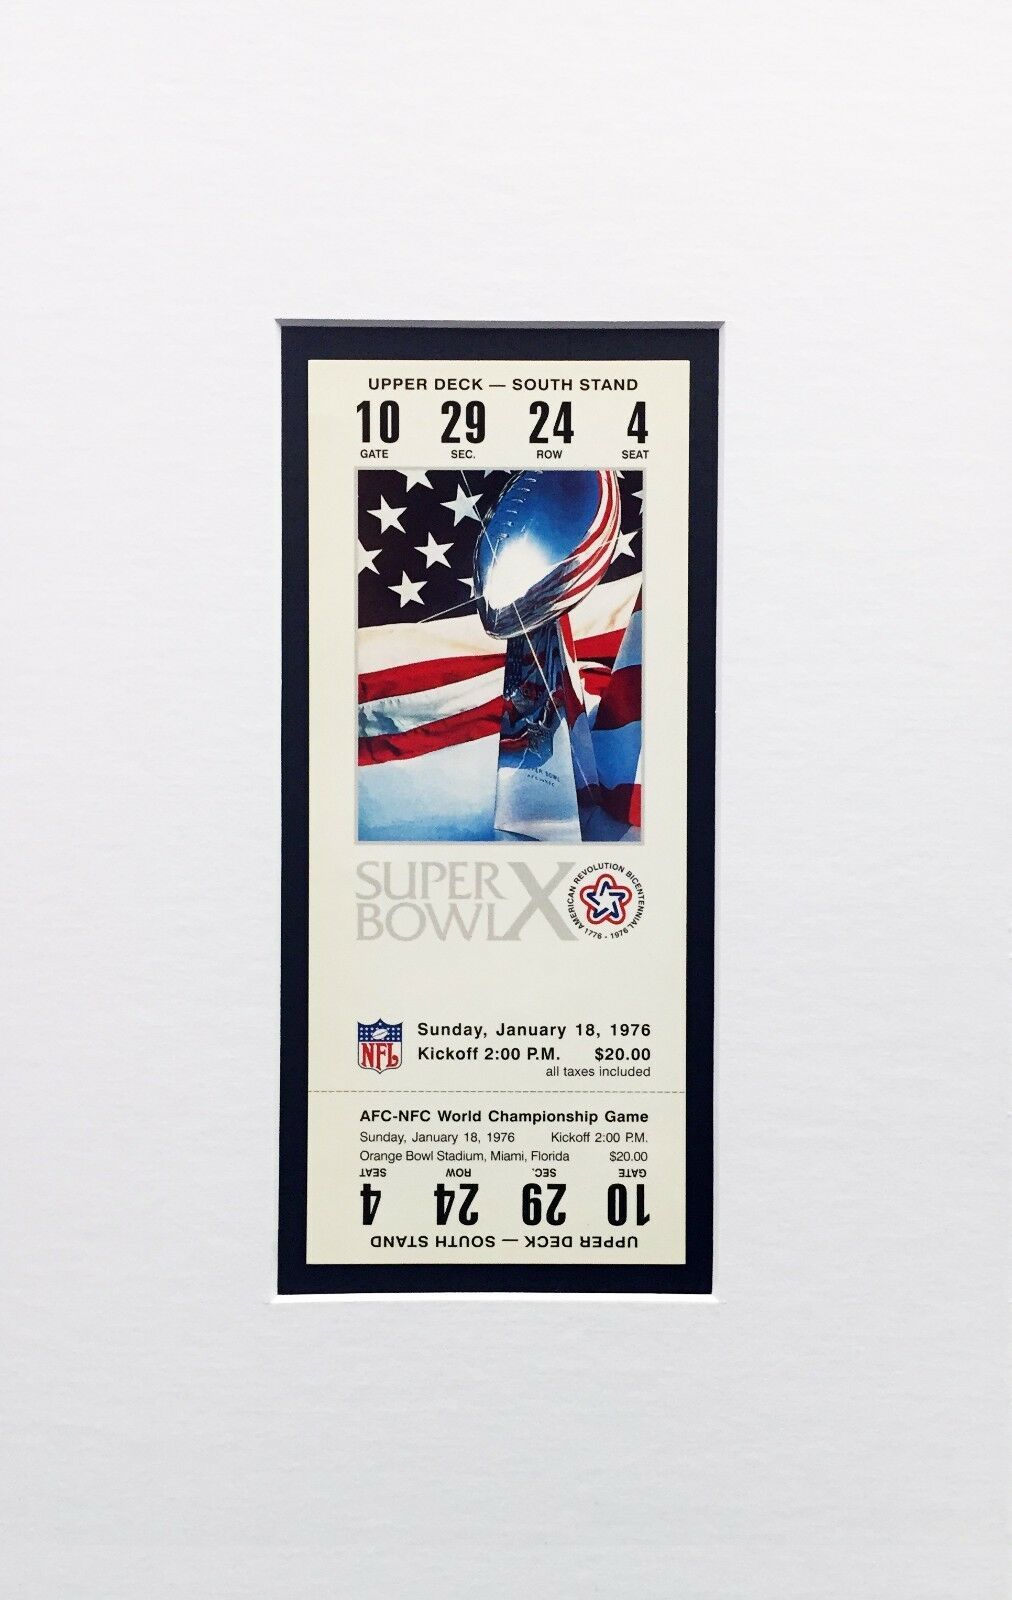 UPPER DECK — SOUTH STAND
10 29 24 4
GATE SEC. ROW SEAT
SUPER BOWL
SUPER X
BOWL
AMERICAN REVOLUTION BICENTENNIAL
1776 - 1976
NFL
Sunday, January 18, 1976
Kickoff 2:00 P.M. $20.00
all taxes included
AFC-NFC World Championship Game
Sunday, January 18, 1976 Kickoff 2:00 P.M.
Orange Bowl Stadium, Miami, Florida $20.00
UPPER DECK — SOUTH STAND
10 29 24 4
GATE SEC. ROW SEAT